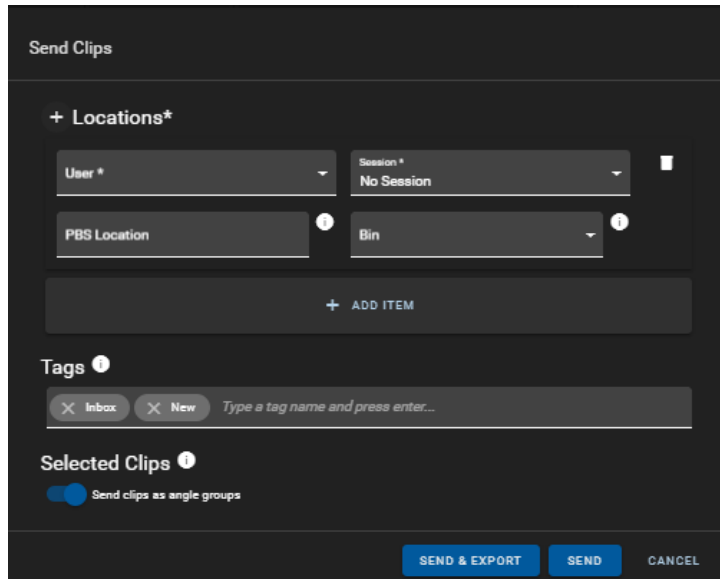 Send Clips
+ Locations*
User *
Session *
No Session
PBS Location
Bin
+ ADD ITEM
Tags
Inbox New Type a tag name and press enter...
Selected Clips
Send clips as angle groups
SEND & EXPORT SEND CANCEL